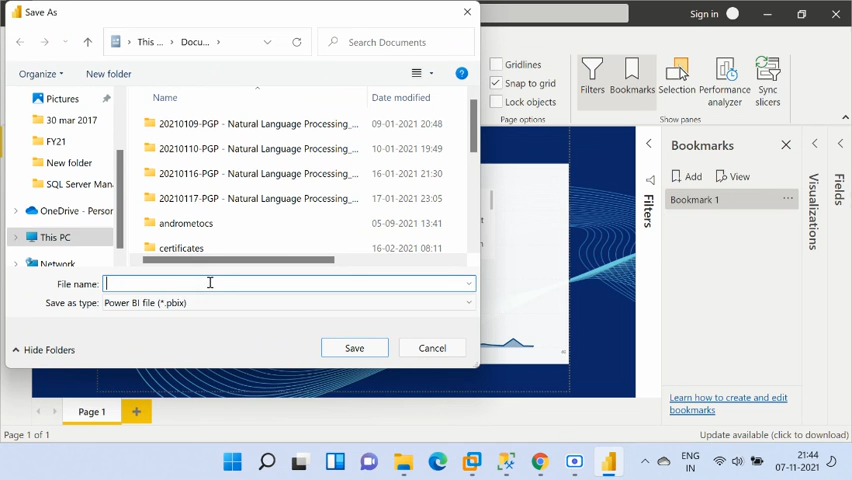 Save As
Sign in
This ...
Docu...
Search Documents
Organize
New folder
Pictures
30 mar 2017
FY21
New folder
SQL Server Man
OneDrive - Person
This PC
Network
Name
Date modified
20210109-PGP - Natural Language Processing_...
09-01-2021 20:48
20210110-PGP - Natural Language Processing_...
10-01-2021 19:49
20210116-PGP - Natural Language Processing_...
16-01-2021 21:30
20210117-PGP - Natural Language Processing_...
17-01-2021 23:05
andrometocs
05-09-2021 13:41
certificates
16-02-2021 08:11
File name:
Save as type:
Power BI file (*.pbix)
Hide Folders
Save
Cancel
Gridlines
Snap to grid
Lock objects
Page options
Filters
Bookmarks
Selection
Performance
analyzer
Sync
slicers
Show panes
Filters
Bookmarks
Add
View
Bookmark 1
Learn how to create and edit
bookmarks
Visualizations
Fields
Page 1
Page 1 of 1
Update available (click to download)
ENG
IN
21:44
07-11-2021